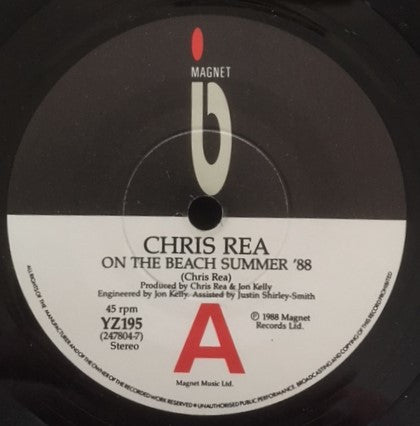 MAGNET
CHRIS REA
ON THE BEACH SUMMER '88
(Chris Rea)
Produced by Chris Rea & Jon Kelly
Engineered by Jon Kelly. Assisted by Justin Shirley-Smith
45 rpm
YZ195
(247804-7)
Stereo
A
℗ 1988 Magnet
Records Ltd.
Magnet Music Ltd.
ALL RIGHTS OF THE MANUFACTURER AND OF THE OWNER OF THE RECORDED WORK RESERVED ● UNAUTHORISED PUBLIC PERFORMANCE, BROADCASTING AND COPYING OF THIS RECORD PROHIBITED